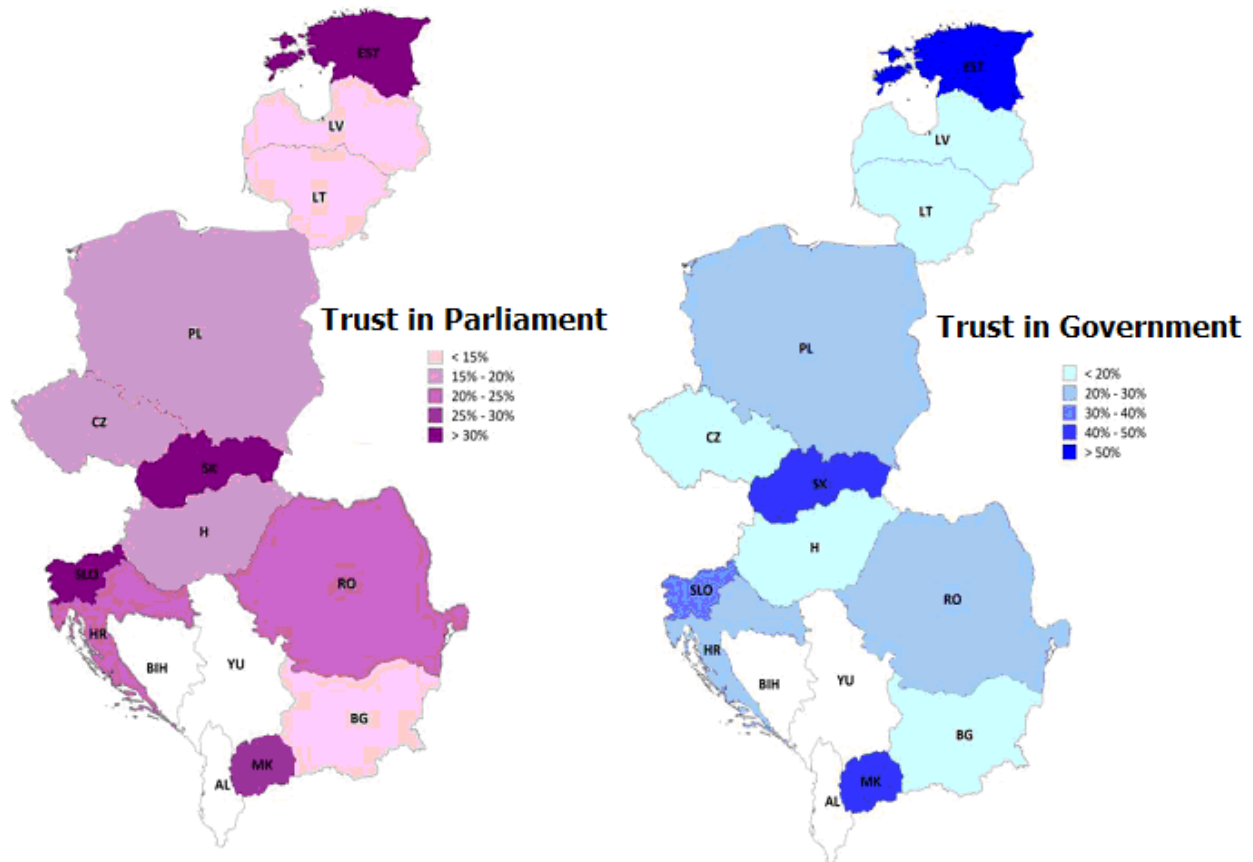 EST
LV
LT
PL
Trust in Parliament
< 15%
15% - 20%
20% - 25%
25% - 30%
> 30%
CZ
SK
H
SLO
RO
HR
BIH
YU
BG
MK
AL
EST
LV
LT
PL
Trust in Government
< 20%
20% - 30%
30% - 40%
40% - 50%
> 50%
CZ
SK
H
SLO
RO
HR
BIH
YU
BG
MK
AL